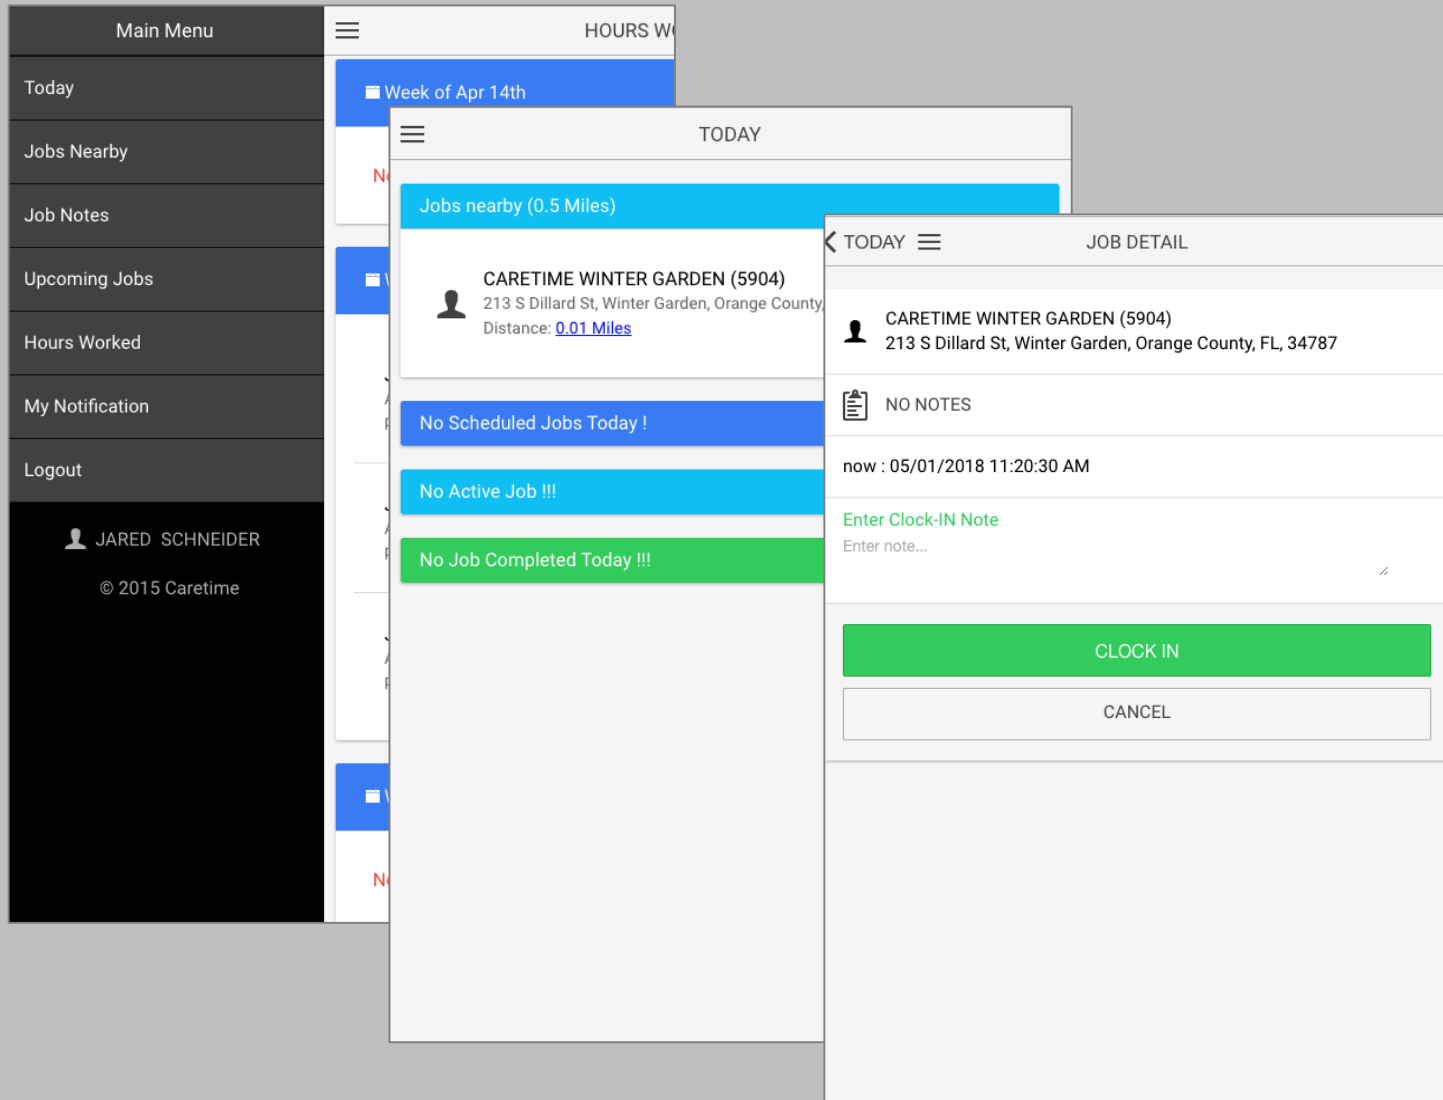 Main Menu
Today
Jobs Nearby
Job Notes
Upcoming Jobs
Hours Worked
My Notification
Logout
JARED SCHNEIDER
© 2015 Caretime
HOURS
Week of Apr 14th
TODAY
Jobs nearby (0.5 Miles)
CARETIME WINTER GARDEN (5904)
213 S Dillard St, Winter Garden, Orange County,
Distance: 0.01 Miles
No Scheduled Jobs Today !
No Active Job !!!
No Job Completed Today !!!
TODAY
JOB DETAIL
CARETIME WINTER GARDEN (5904)
213 S Dillard St, Winter Garden, Orange County, FL, 34787
NO NOTES
now : 05/01/2018 11:20:30 AM
Enter Clock-IN Note
Enter note...
CLOCK IN
CANCEL